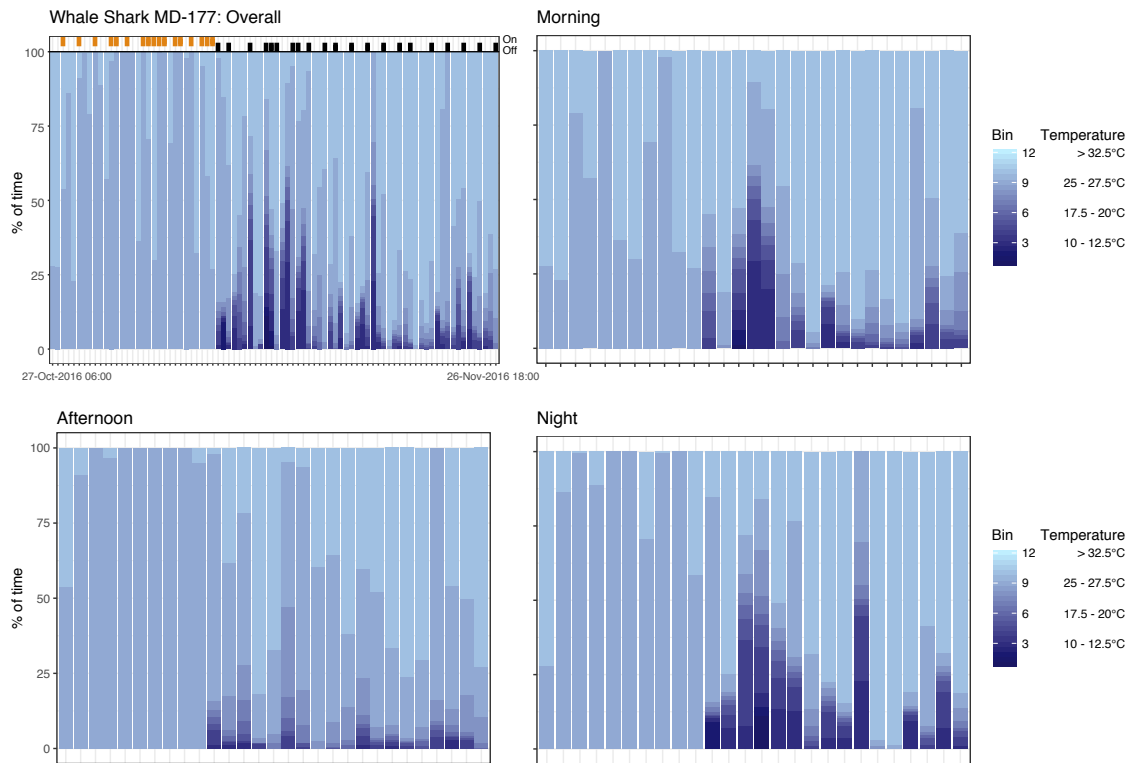 Whale Shark MD-177: Overall
On
Off
100
75
50
25
0
% of time
27-Oct-2016 06:00
26-Nov-2016 18:00
Morning
Bin Temperature
12 > 32.5°C
9 25 - 27.5°C
6 17.5 - 20°C
3 10 - 12.5°C
Afternoon
100
75
50
25
0
% of time
Night
Bin Temperature
12 > 32.5°C
9 25 - 27.5°C
6 17.5 - 20°C
3 10 - 12.5°C